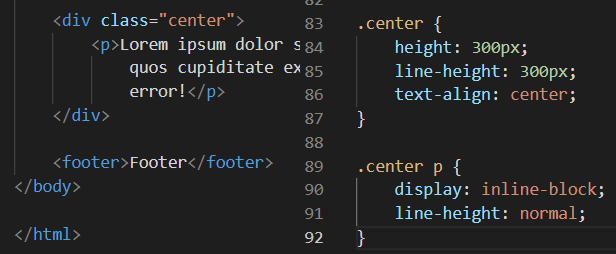 <div class="center">
<p>Lorem ipsum dolor s
quos cupiditate ex
error!</p>
</div>
<footer>Footer</footer>
</body>
</html>
83 .center {
84 height: 300px;
85 line-height: 300px;
86 text-align: center;
87 }
88
89 .center p {
90 display: inline-block;
91 line-height: normal;
92 }